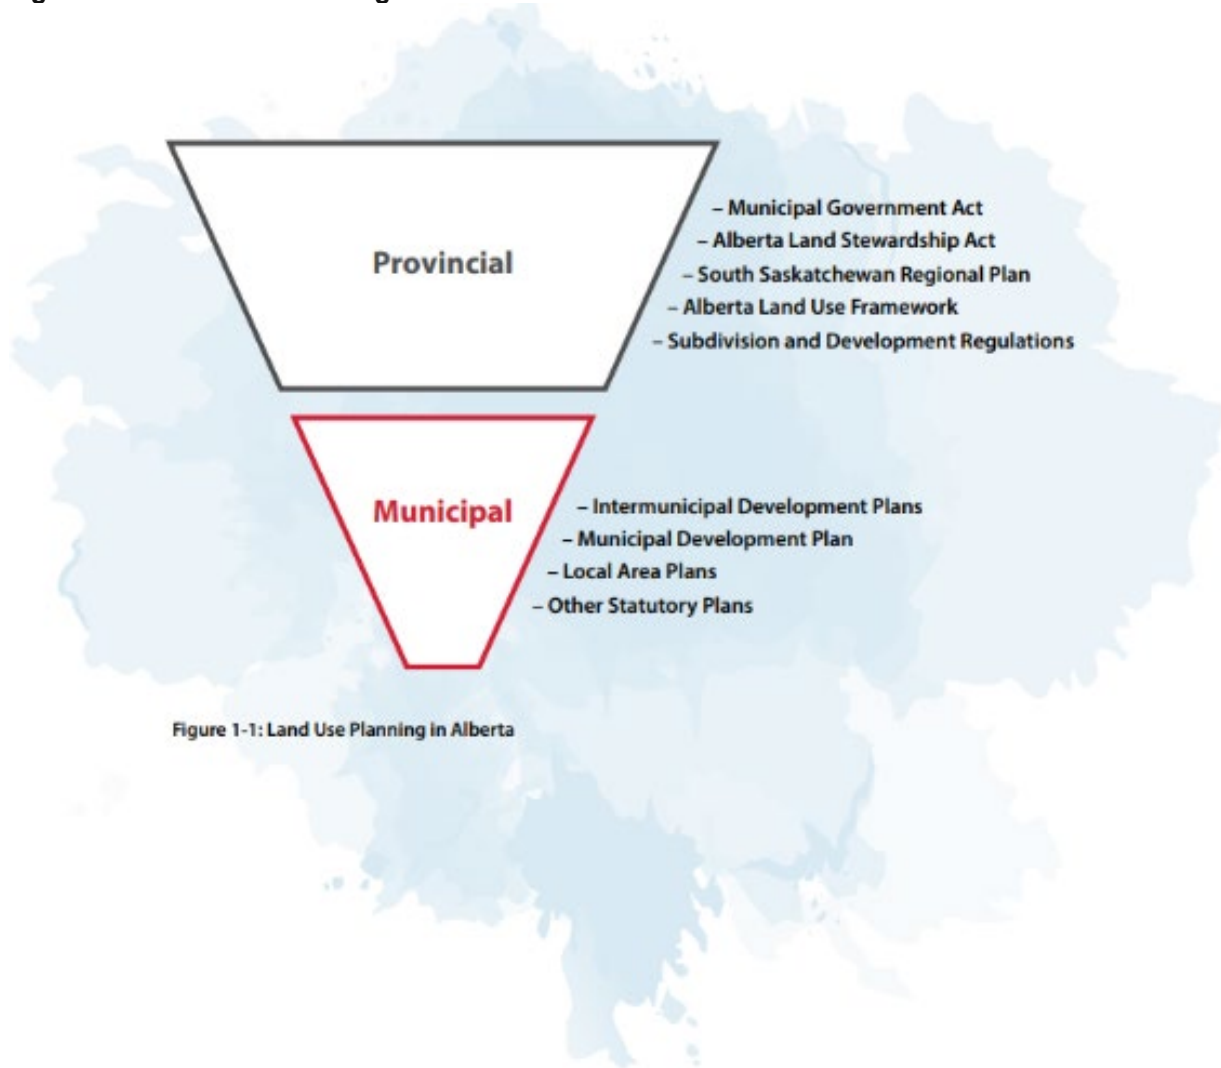 Provincial
– Municipal Government Act
– Alberta Land Stewardship Act
– South Saskatchewan Regional Plan
– Alberta Land Use Framework
– Subdivision and Development Regulations
Municipal
– Intermunicipal Development Plans
– Municipal Development Plan
– Local Area Plans
– Other Statutory Plans
Figure 1-1: Land Use Planning in Alberta